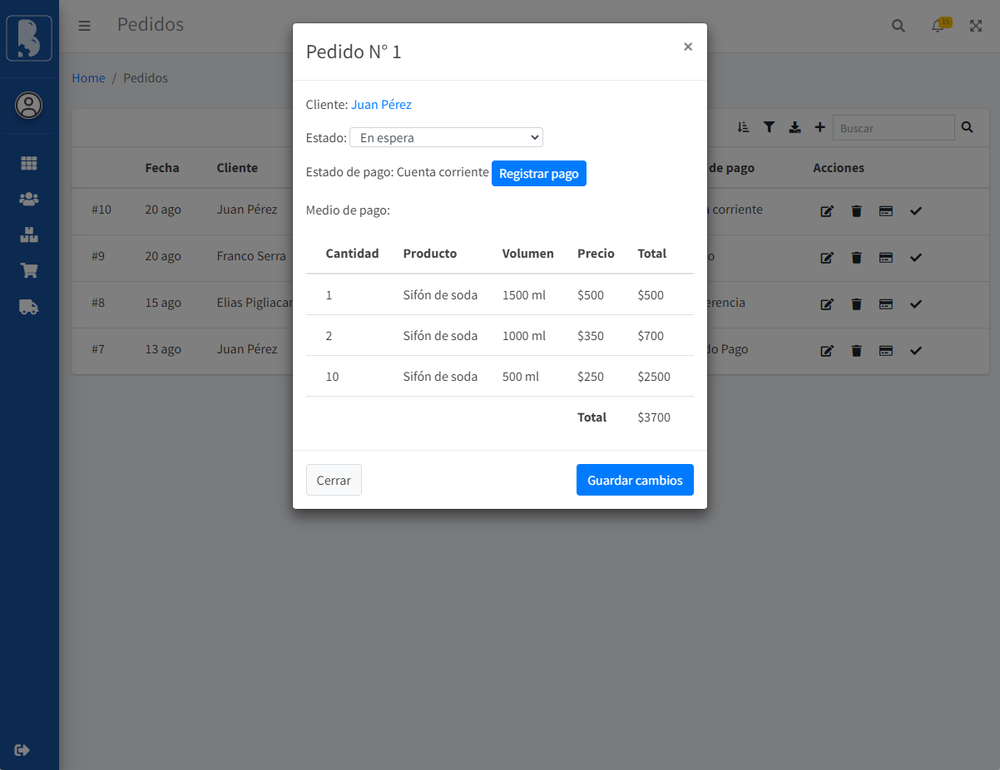 Pedidos
15
Home / Pedidos
Pedido N° 1
×
Cliente: Juan Pérez
Estado: En espera
Estado de pago: Cuenta corriente Registrar pago
Medio de pago:
Cantidad Producto Volumen Precio Total
1 Sifón de soda 1500 ml $500 $500
2 Sifón de soda 1000 ml $350 $700
10 Sifón de soda 500 ml $250 $2500
Total $3700
Cerrar Guardar cambios
Buscar
Fecha Cliente de pago Acciones
#10 20 ago Juan Pérez corriente
#9 20 ago Franco Serra
#8 15 ago Elias Pigliacar
#7 13 ago Juan Pérez Pago